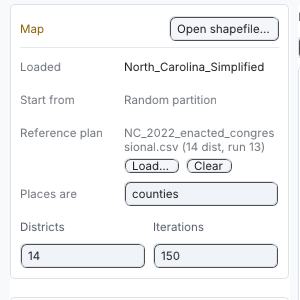 Map Open shapefile...
Loaded North_Carolina_Simplified
Start from Random partition
Reference plan NC_2022_enacted_congres
sional.csv (14 dist, run 13)
Load... Clear
Places are counties
Districts Iterations
14 150